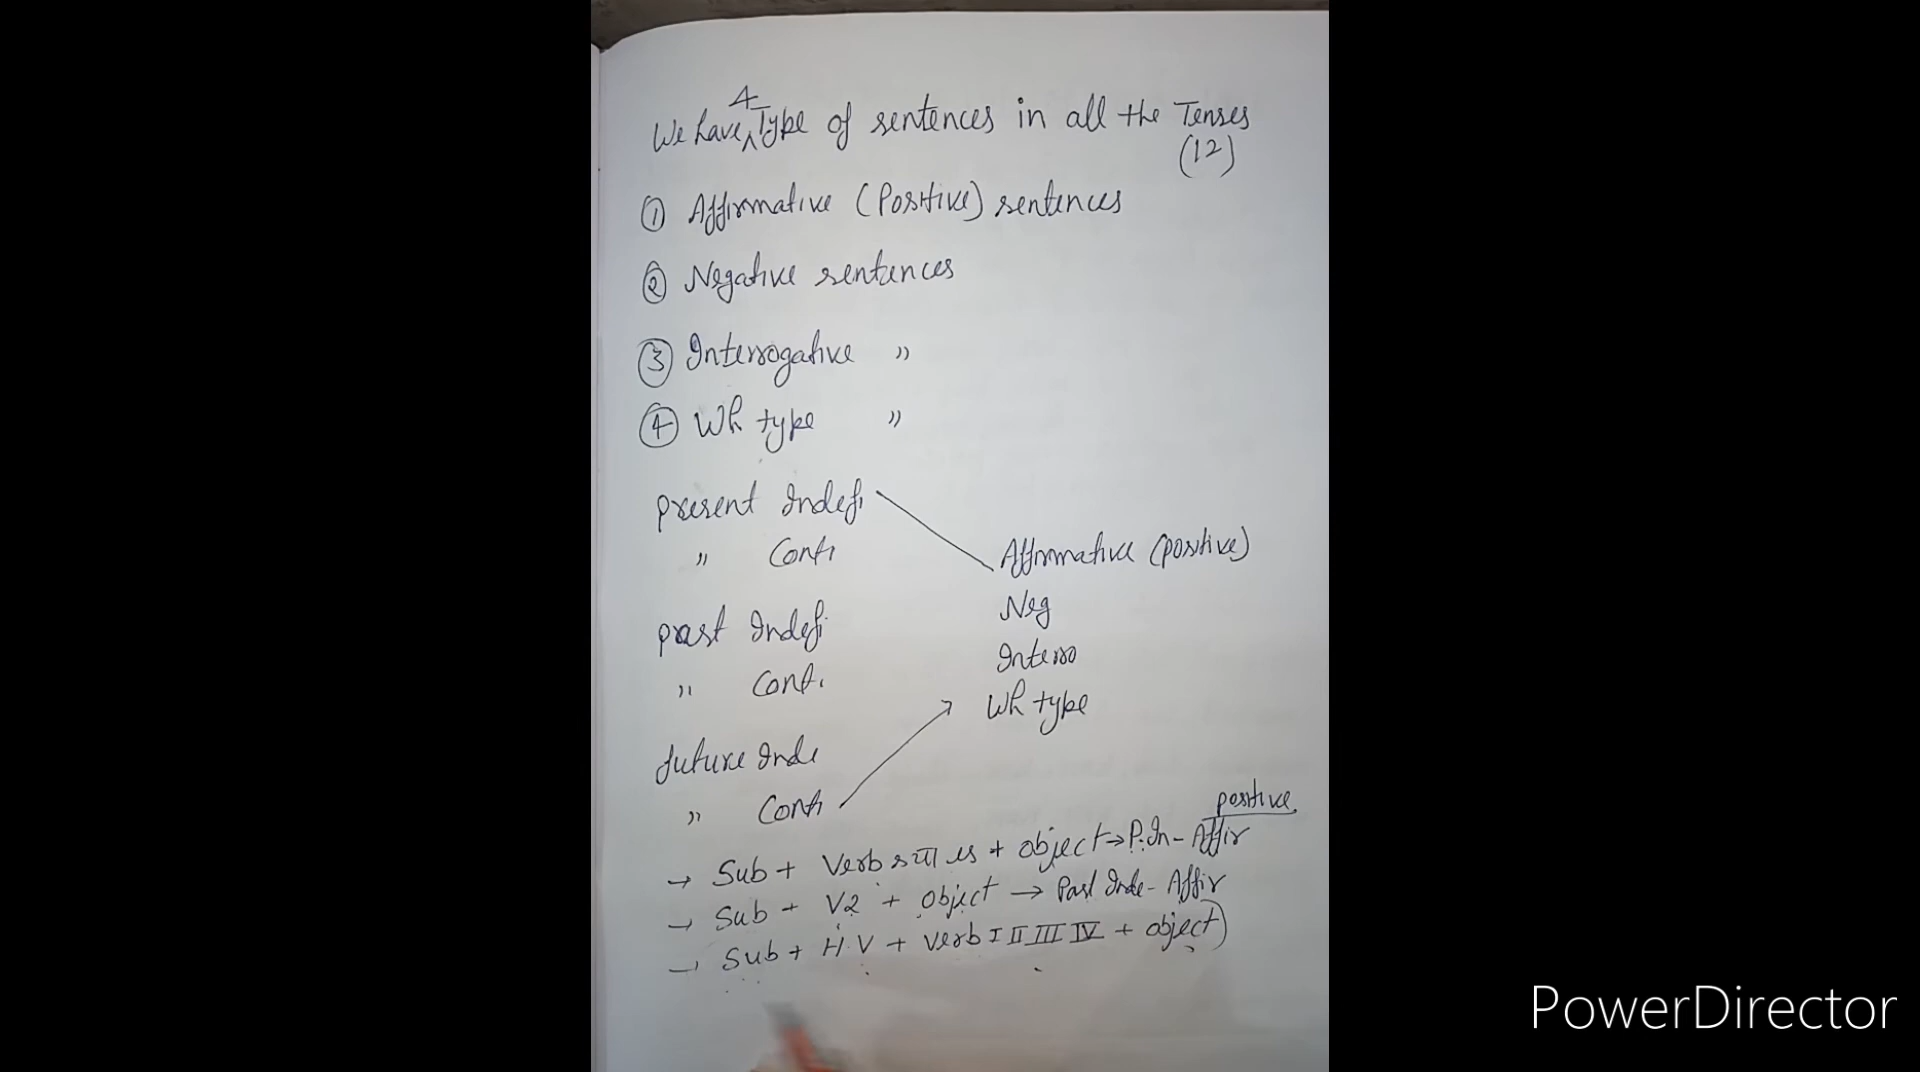 We have 4 Type of sentences in all the Tenses
(12)
① Affirmative (Positive) sentences
② Negative sentences
③ Interrogative "
④ Wh type "
present Indefi
" Conti
Affirmative (positive)
Neg
past Indefi
Interro
" Conti.
Wh type
future Inde
" Conti
positive
→ Sub + Verb + object → P.In - Affir
→ Sub + V2 + object → Past Inde - Affir
→ Sub + H.V + verb I II III IV + object)
PowerDirector